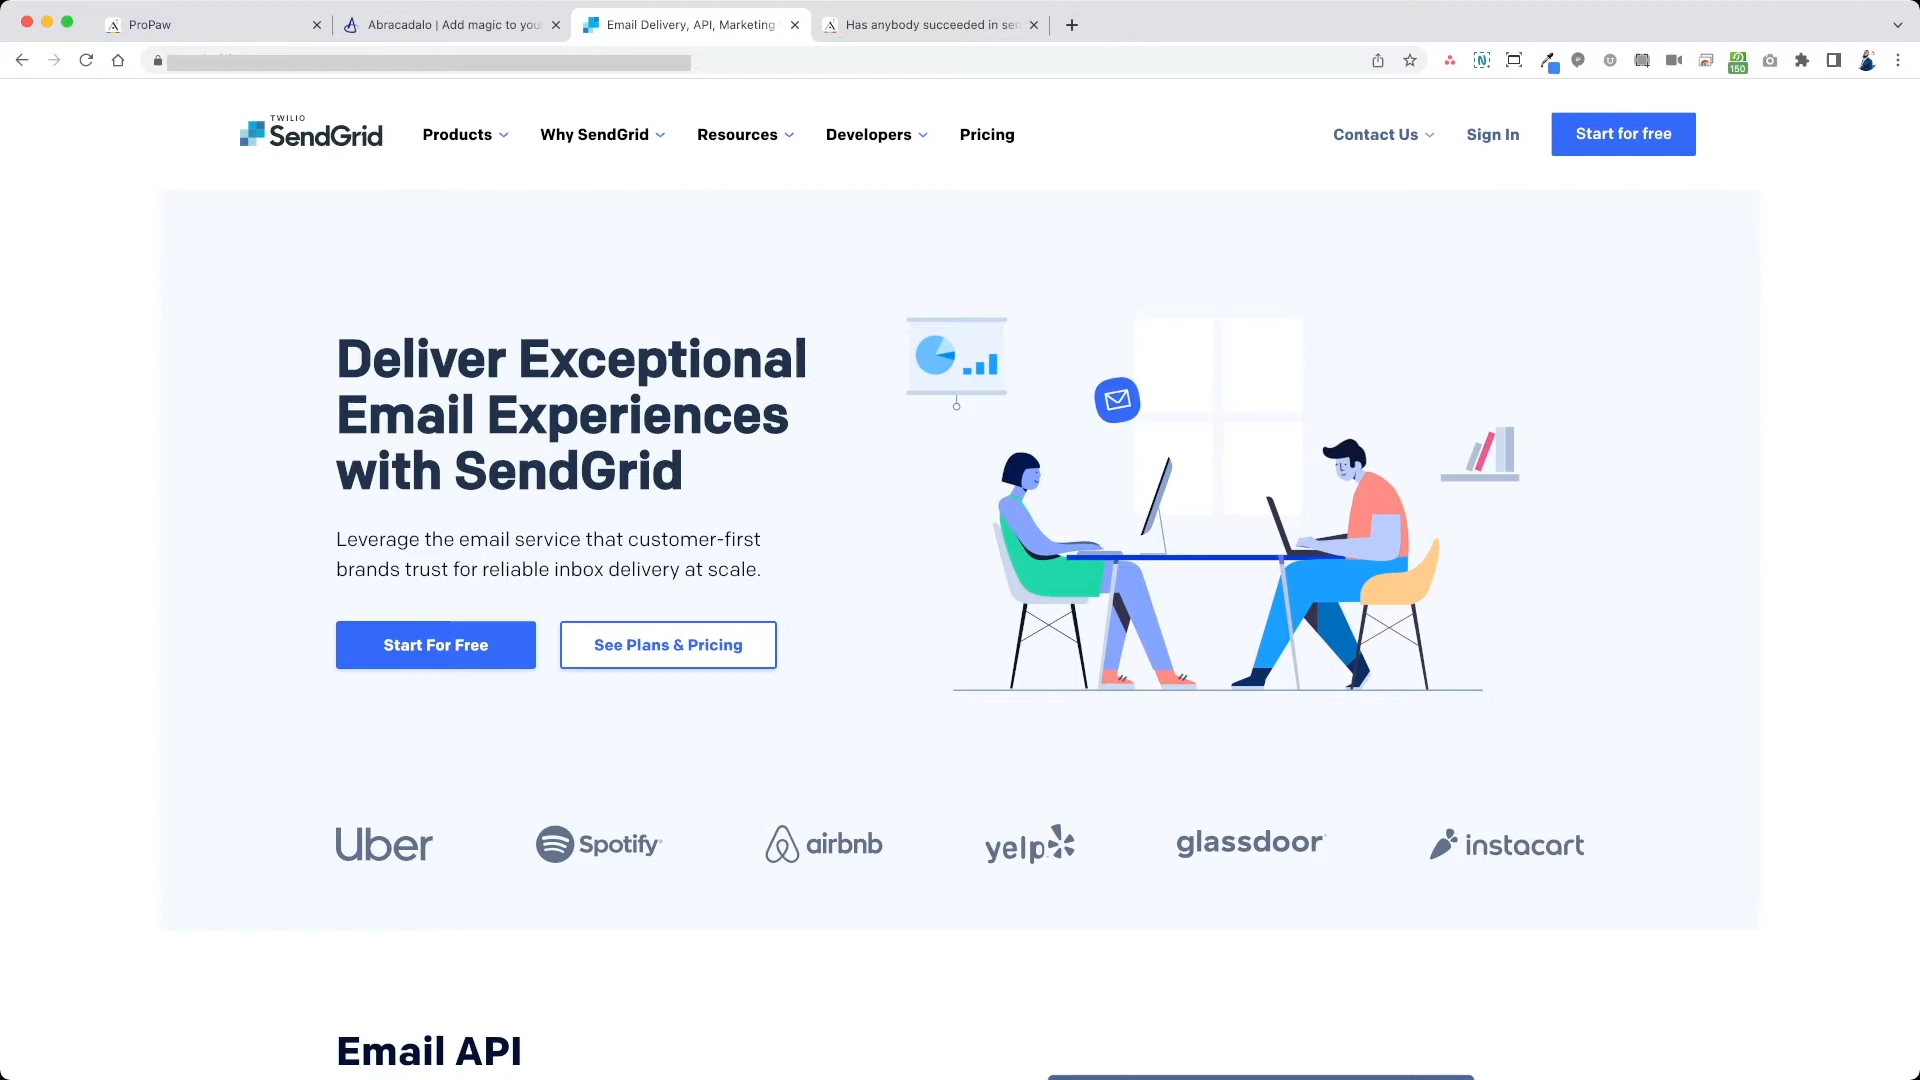 ProPaw
Abracadalo | Add magic to you
Email Delivery, API, Marketing
Has anybody succeeded in sen
150
TWILIO
SendGrid
Products
Why SendGrid
Resources
Developers
Pricing
Contact Us
Sign In
Start for free
Deliver Exceptional
Email Experiences
with SendGrid
Leverage the email service that customer-first
brands trust for reliable inbox delivery at scale.
Start For Free
See Plans & Pricing
Uber
Spotify
airbnb
yelp
glassdoor
instacart
Email API